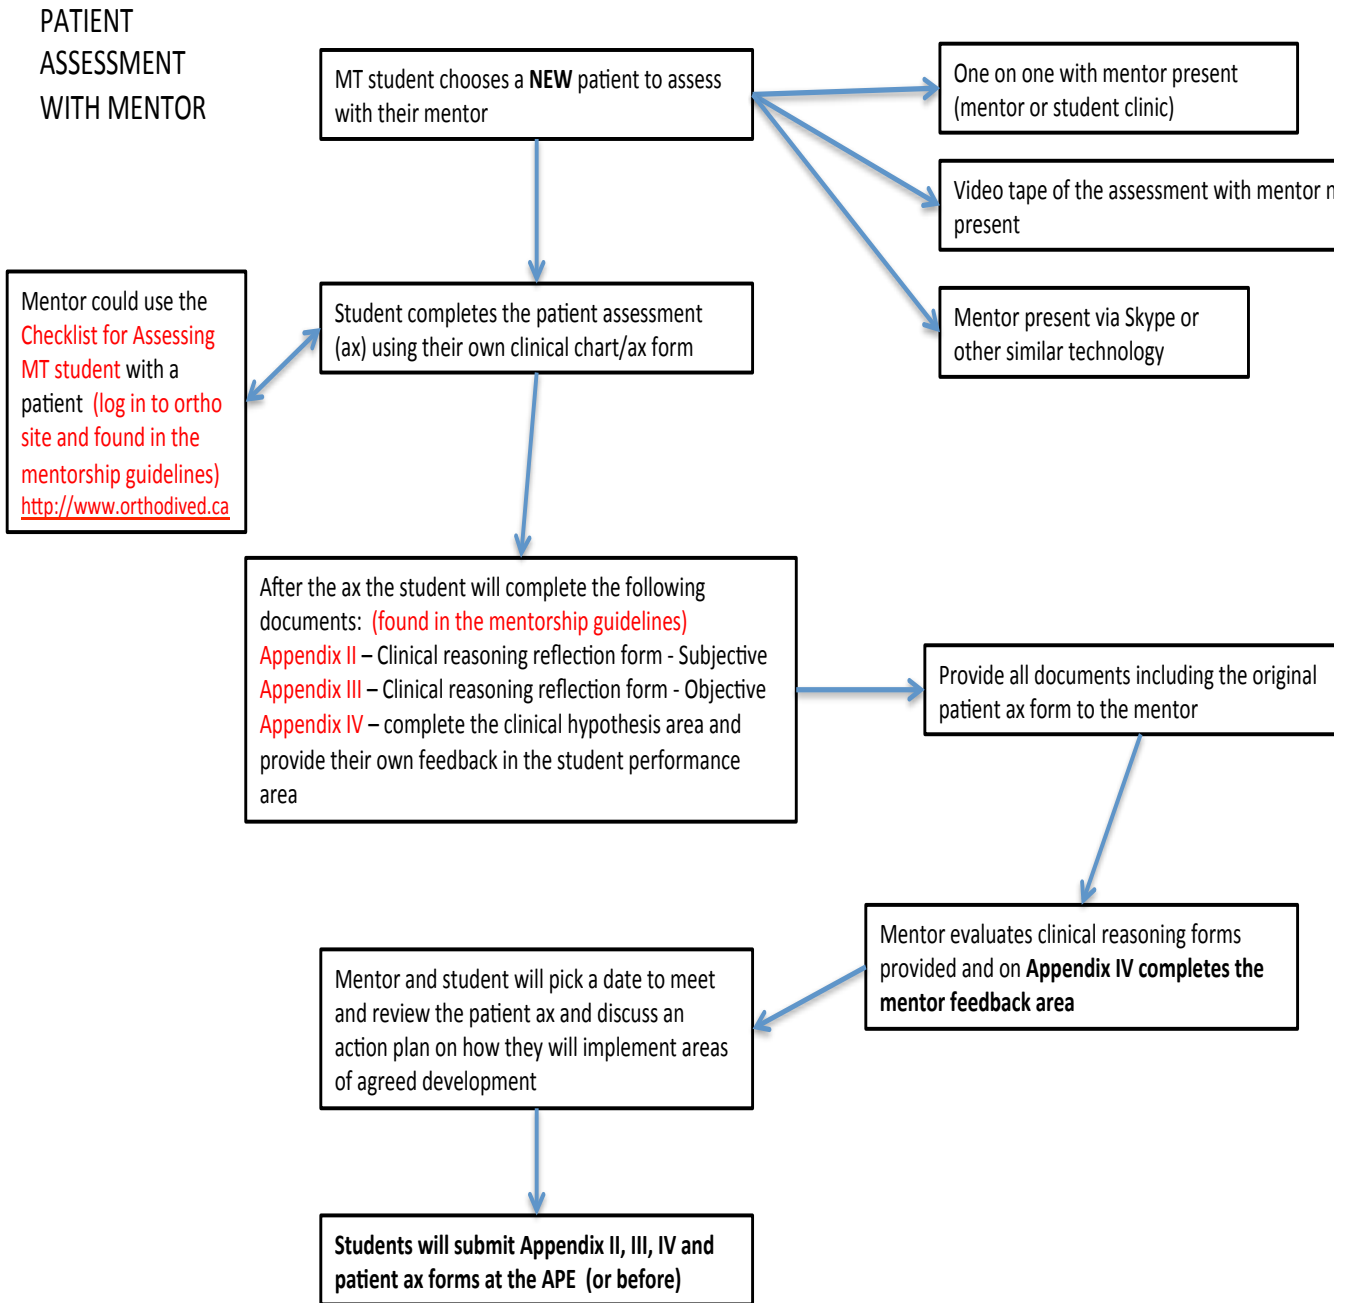 PATIENT
ASSESSMENT
WITH MENTOR
MT student chooses a NEW patient to assess
with their mentor
One on one with mentor present
(mentor or student clinic)
Video tape of the assessment with mentor
present
Mentor present via Skype or
other similar technology
Mentor could use the
Checklist for Assessing
MT student with a
patient (log in to ortho
site and found in the
mentorship guidelines)
http://www.orthodived.ca
Student completes the patient assessment
(ax) using their own clinical chart/ax form
After the ax the student will complete the following
documents: (found in the mentorship guidelines)
Appendix II – Clinical reasoning reflection form - Subjective
Appendix III – Clinical reasoning reflection form - Objective
Appendix IV – complete the clinical hypothesis area and
provide their own feedback in the student performance
area
Provide all documents including the original
patient ax form to the mentor
Mentor evaluates clinical reasoning forms
provided and on Appendix IV completes the
mentor feedback area
Mentor and student will pick a date to meet
and review the patient ax and discuss an
action plan on how they will implement areas
of agreed development
Students will submit Appendix II, III, IV and
patient ax forms at the APE (or before)